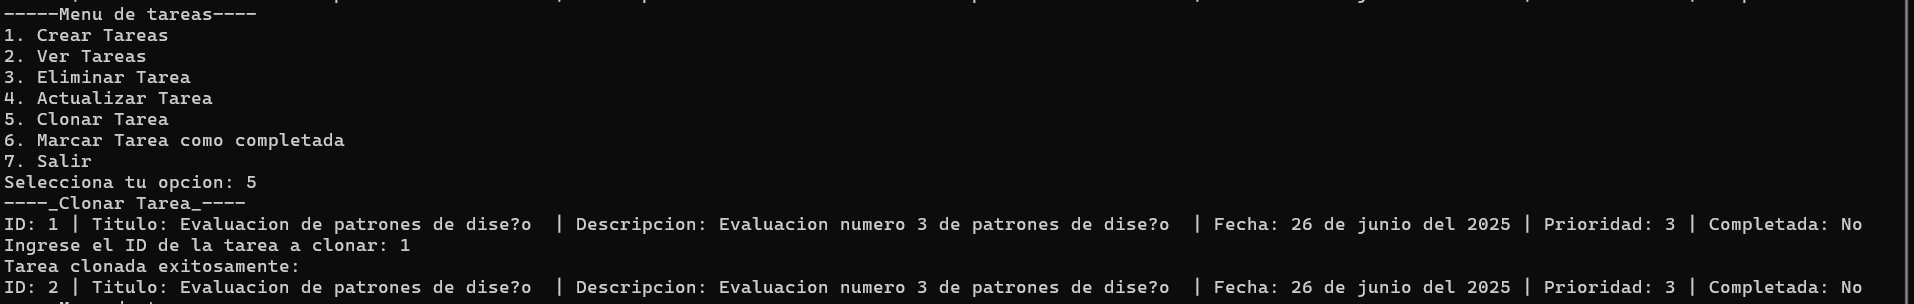 -----Menu de tareas----
1. Crear Tareas
2. Ver Tareas
3. Eliminar Tarea
4. Actualizar Tarea
5. Clonar Tarea
6. Marcar Tarea como completada
7. Salir
Selecciona tu opcion: 5
----_Clonar Tarea_----
ID: 1 | Titulo: Evaluacion de patrones de dise?o  | Descripcion: Evaluacion numero 3 de patrones de dise?o  | Fecha: 26 de junio del 2025 | Prioridad: 3 | Completada: No
Ingrese el ID de la tarea a clonar: 1
Tarea clonada exitosamente:
ID: 2 | Titulo: Evaluacion de patrones de dise?o  | Descripcion: Evaluacion numero 3 de patrones de dise?o  | Fecha: 26 de junio del 2025 | Prioridad: 3 | Completada: No